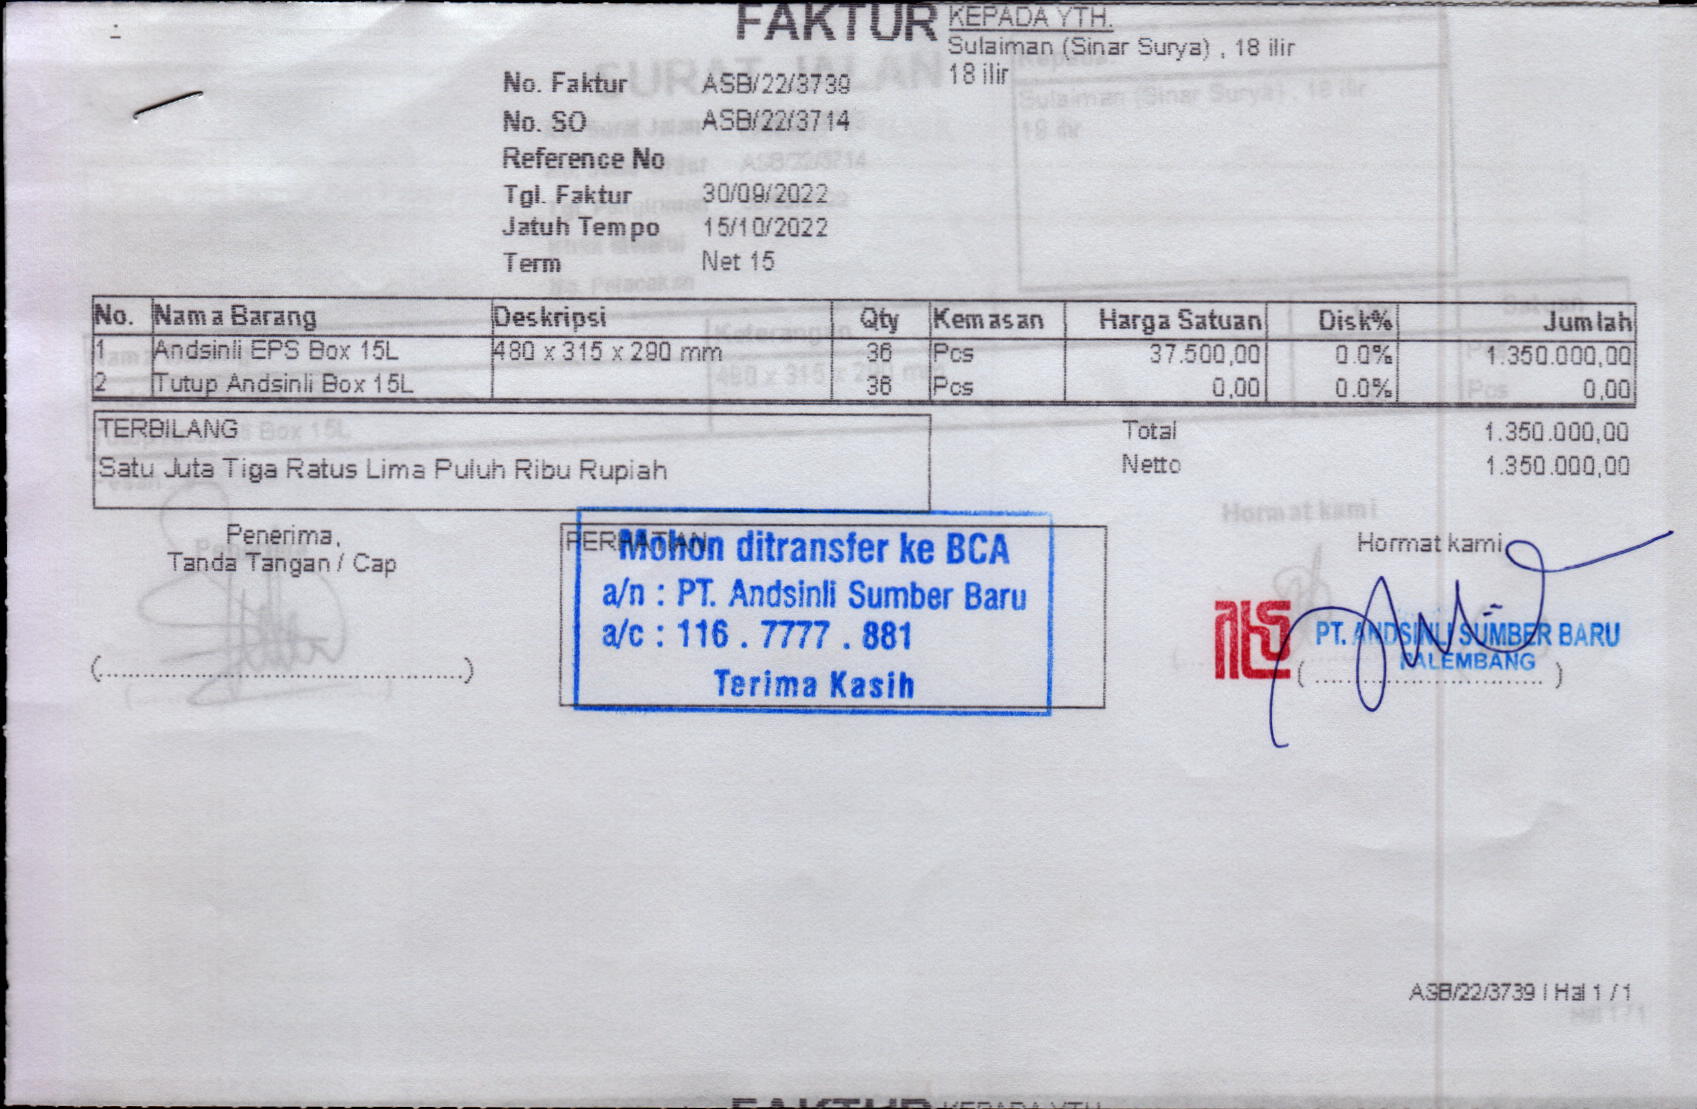 FAKTUR
KEPADA YTH.
Sulaiman (Sinar Surya) , 18 ilir
18 ilir
No. Faktur ASB/22/3739
No. SO ASB/22/3714
Reference No
Tgl. Faktur 30/09/2022
Jatuh Tempo 15/10/2022
Term Net 15
No. Nama Barang Deskripsi Qty Kemasan Harga Satuan Disk% Jumlah
1 Andsinli EPS Box 15L 480 x 315 x 290 mm 36 Pcs 37.500,00 0.0% 1.350.000,00
2 Tutup Andsinli Box 15L 36 Pcs 0,00 0.0% 0,00
TERBILANG
Satu Juta Tiga Ratus Lima Puluh Ribu Rupiah
Total 1.350.000,00
Netto 1.350.000,00
Penerima,
Tanda Tangan / Cap
(...............................................)
PERHATIAN
Mohon ditransfer ke BCA
a/n : PT. Andsinli Sumber Baru
a/c : 116 . 7777 . 881
Terima Kasih
Hormat kami
PT. ANDSINLI SUMBER BARU
PALEMBANG
(..............................)
ASB/22/3739 | Hal 1 / 1
FAKTUR KEPADA YTH.